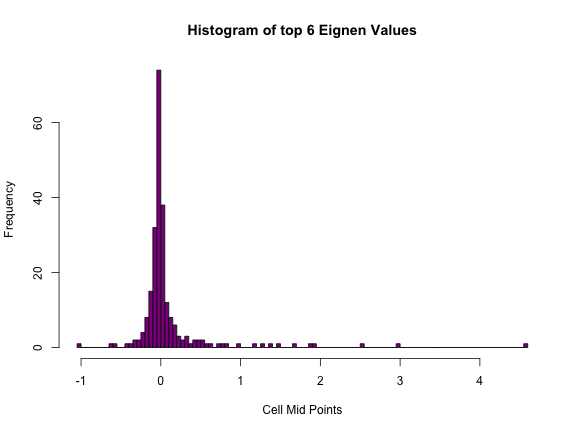 Histogram of top 6 Eignen Values
Frequency
60
40
20
0
-1 0 1 2 3 4
Cell Mid Points